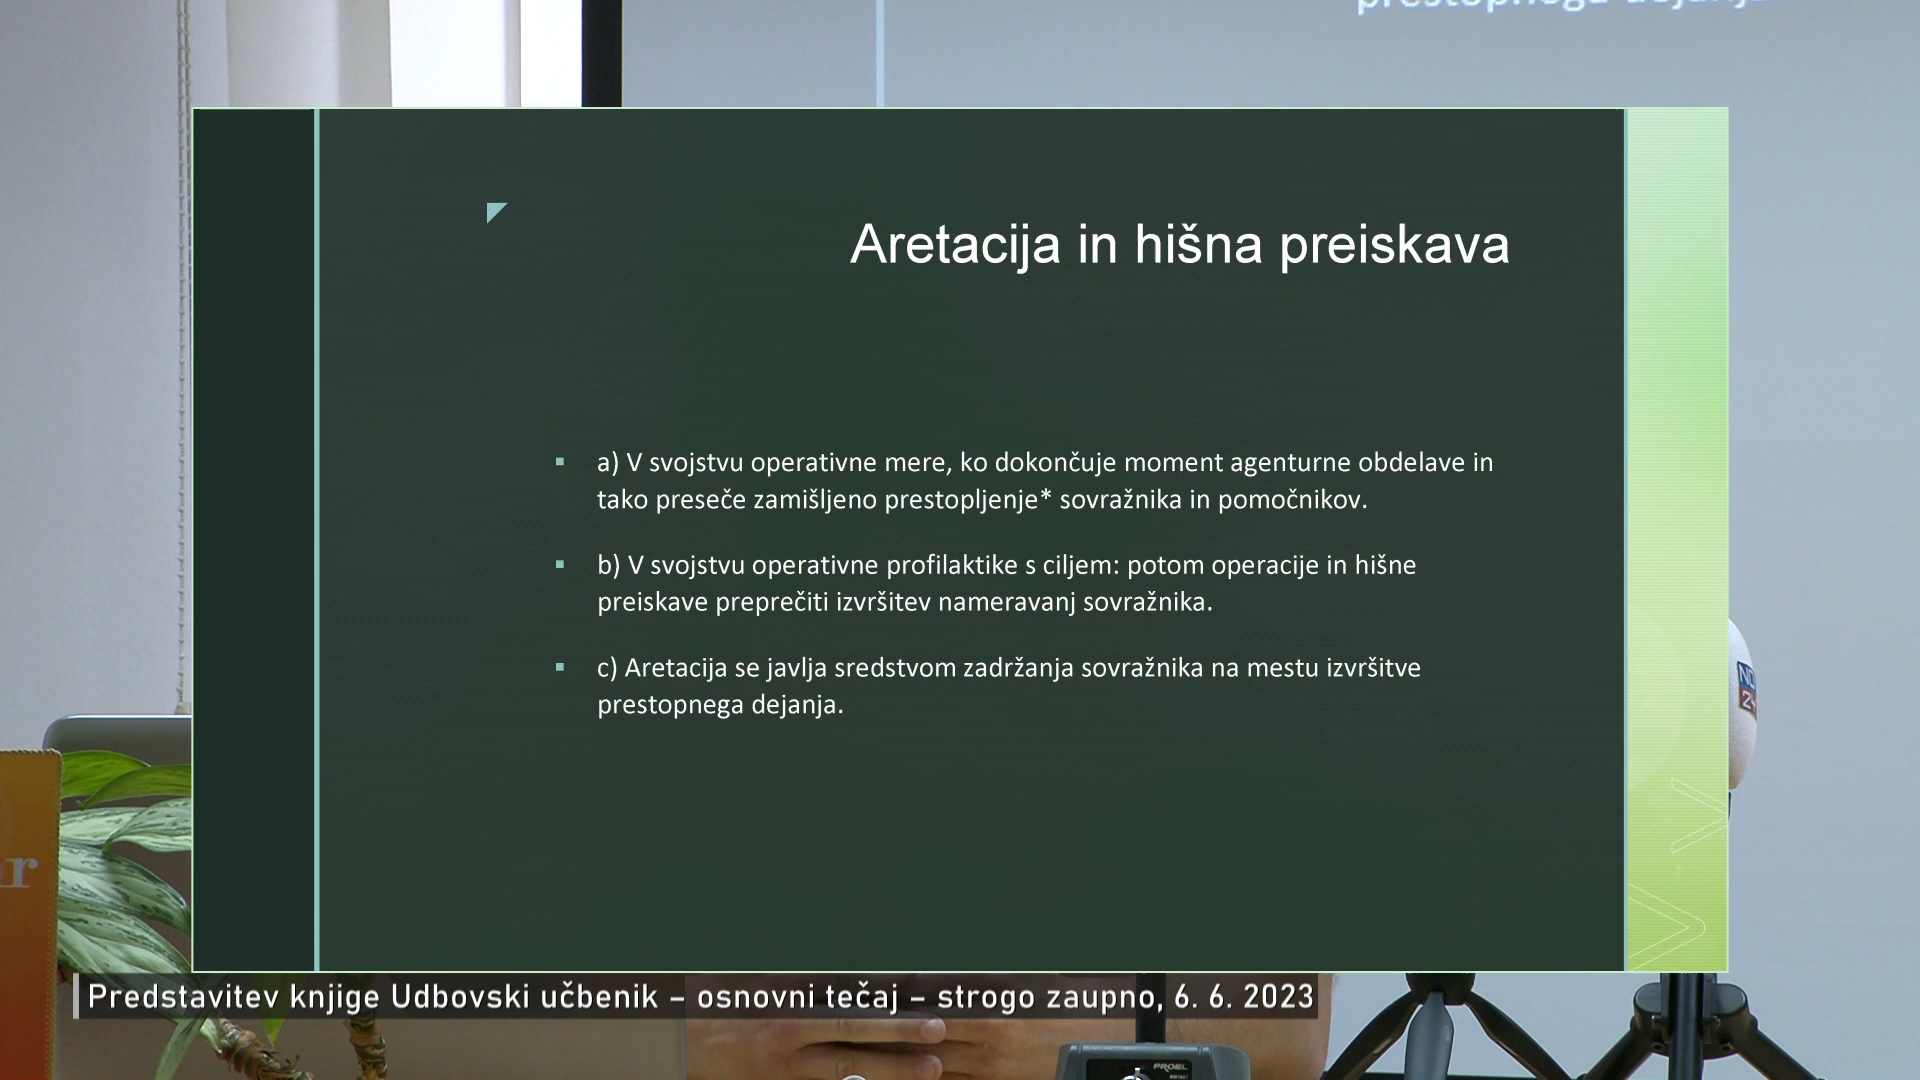 Aretacija in hišna preiskava
a) V svojstvu operativne mere, ko dokončuje moment agenturne obdelave in
tako preseče zamišljeno prestopljenje* sovražnika in pomočnikov.
b) V svojstvu operativne profilaktike s ciljem: potom operacije in hišne
preiskave preprečiti izvršitev nameravanj sovražnika.
c) Aretacija se javlja sredstvom zadržanja sovražnika na mestu izvršitve
prestopnega dejanja.
Predstavitev knjige Udbovski učbenik – osnovni tečaj – strogo zaupno, 6. 6. 2023
PROEL